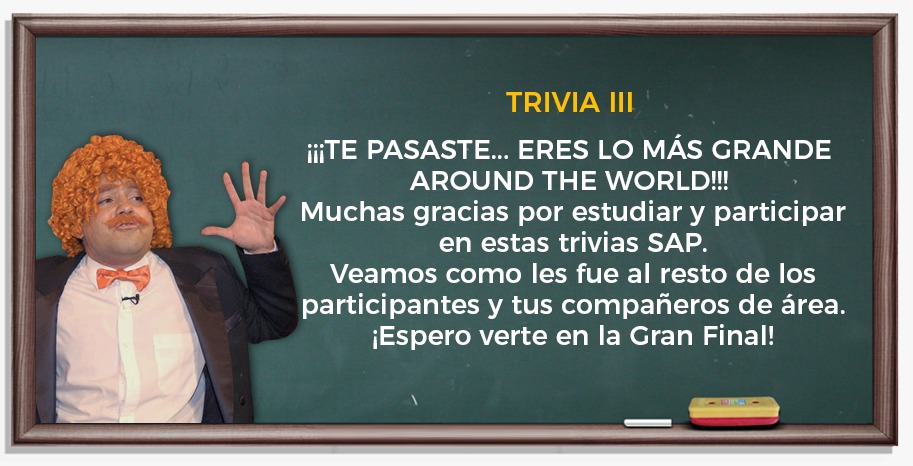 TRIVIA III
¡¡¡TE PASASTE... ERES LO MÁS GRANDE
AROUND THE WORLD!!!
Muchas gracias por estudiar y participar
en estas trivias SAP.
Veamos como les fue al resto de los
participantes y tus compañeros de área.
¡Espero verte en la Gran Final!